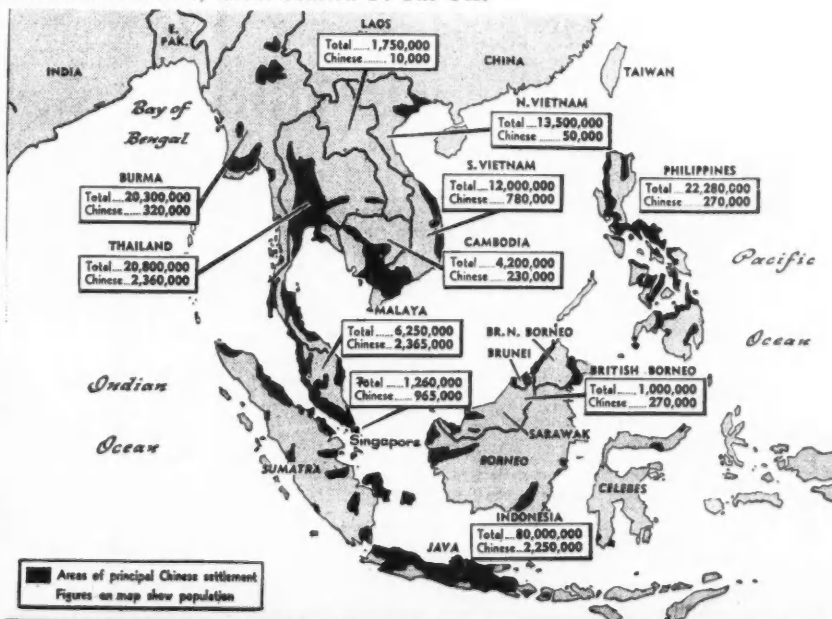 LAOS
Total.....1,750,000
Chinese........10,000
E.
PAK.
INDIA
CHINA
TAIWAN
Bay of
Bengal
N. VIETNAM
Total.....13,500,000
Chinese.......50,000
BURMA
Total....20,300,000
Chinese.....320,000
S. VIETNAM
Total.....12,000,000
Chinese......780,000
PHILIPPINES
Total....22,280,000
Chinese......270,000
THAILAND
Total....20,800,000
Chinese..2,360,000
CAMBODIA
Total........4,200,000
Chinese......230,000
Pacific
Ocean
MALAYA
Total......6,250,000
Chinese..2,365,000
BR. N. BORNEO
BRUNEI
BRITISH BORNEO
Total......1,000,000
Chinese......270,000
Total......1,260,000
Chinese.....965,000
Singapore
Indian
Ocean
SARAWAK
SUMATRA
BORNEO
CELEBES
INDONESIA
Total....80,000,000
Chinese..2,250,000
JAVA
Areas of principal Chinese settlement
Figures on map show population